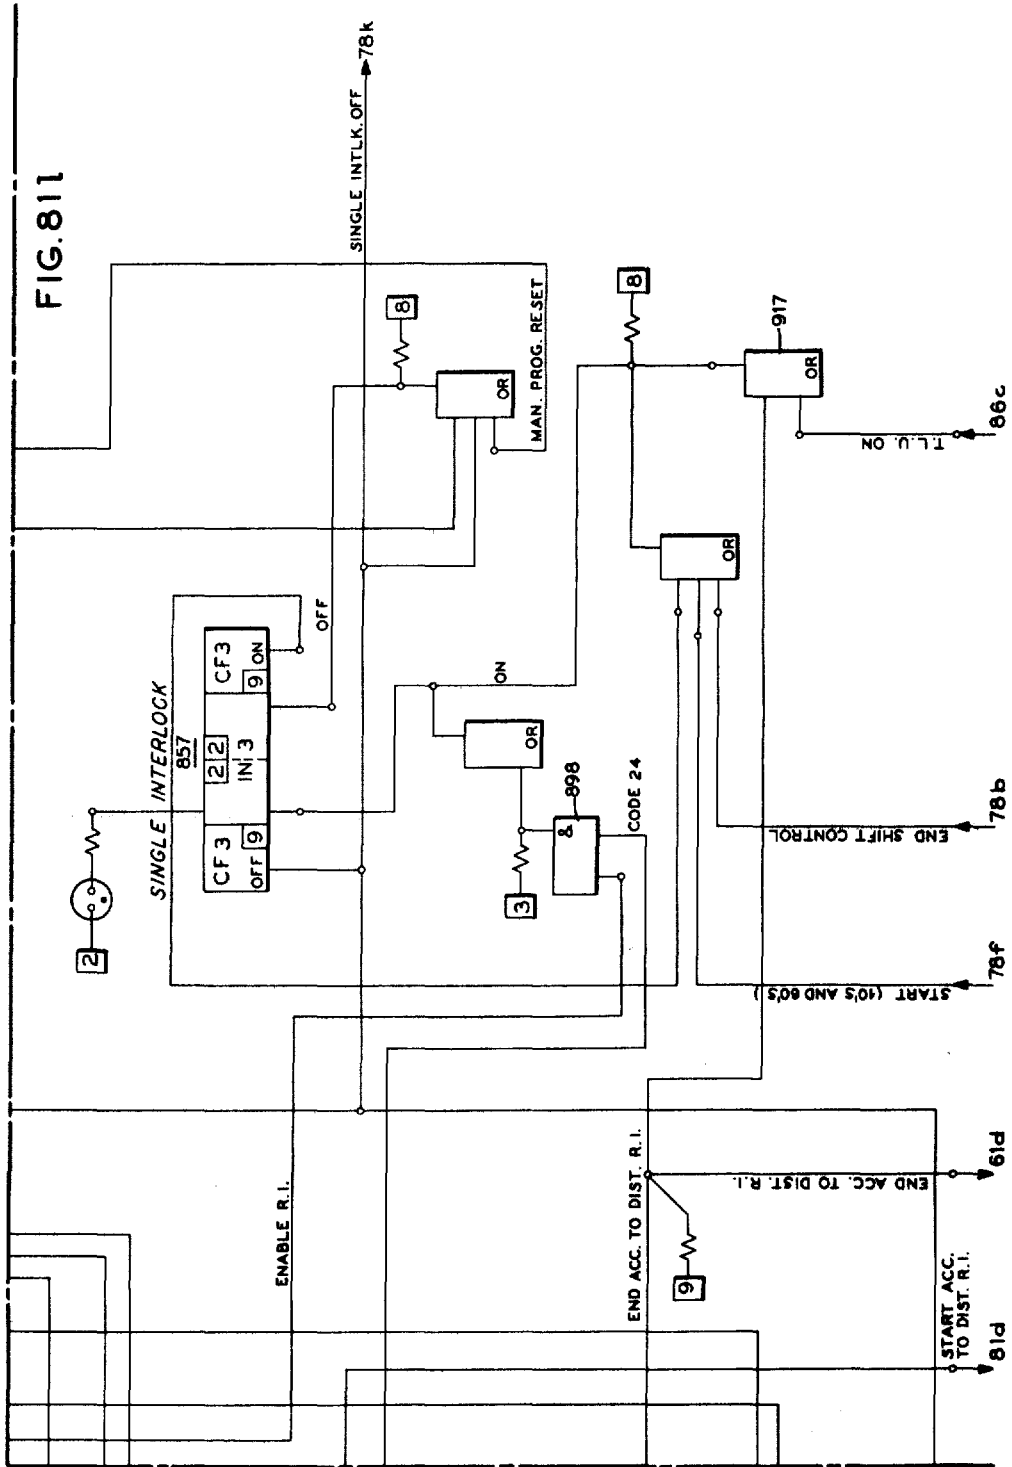 FIG. 81l
SINGLE INTLK. OFF
78k
8
MAN. PROG. RESET
OR
8
917
OR
T.L.U. ON
86c
2
SINGLE INTERLOCK
857
CF 3
9
OFF
2 2
IN 3
CF 3
9
ON
OFF
ON
OR
3
898
&
CODE 24
OR
END SHIFT CONTROL
78b
START (10'S AND 60'S)
78f
ENABLE R.I.
END ACC. TO DIST. R.I.
9
END ACC. TO DIST. R.I.
61d
START ACC.
TO DIST. R.I.
81d